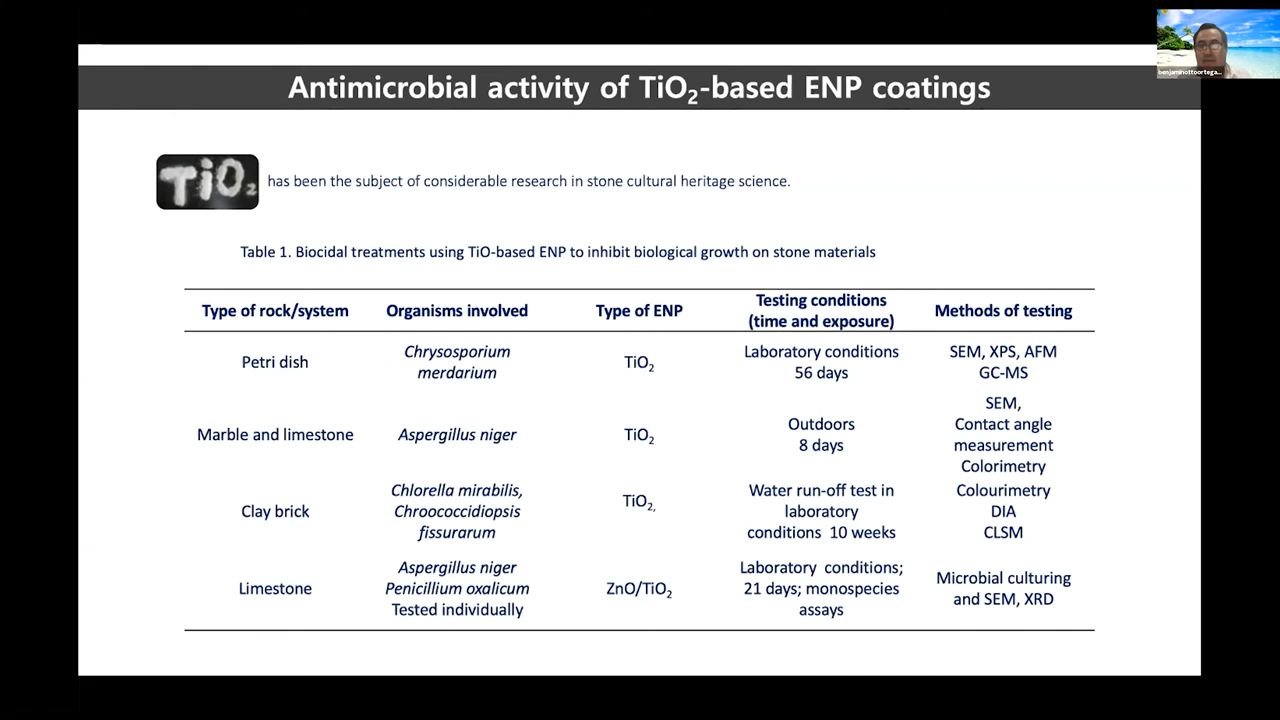 Antimicrobial activity of TiO₂-based ENP coatings
benjaminottoortega...
TiO₂ has been the subject of considerable research in stone cultural heritage science.
Table 1. Biocidal treatments using TiO-based ENP to inhibit biological growth on stone materials
Type of rock/system
Organisms involved
Type of ENP
Testing conditions
(time and exposure)
Methods of testing
Petri dish
Chrysosporium
merdarium
TiO₂
Laboratory conditions
56 days
SEM, XPS, AFM
GC-MS
Marble and limestone
Aspergillus niger
TiO₂
Outdoors
8 days
SEM,
Contact angle
measurement
Colorimetry
Clay brick
Chlorella mirabilis,
Chroococcidiopsis
fissurarum
TiO₂,
Water run-off test in
laboratory
conditions 10 weeks
Colourimetry
DIA
CLSM
Limestone
Aspergillus niger
Penicillium oxalicum
Tested individually
ZnO/TiO₂
Laboratory conditions;
21 days; monospecies
assays
Microbial culturing
and SEM, XRD